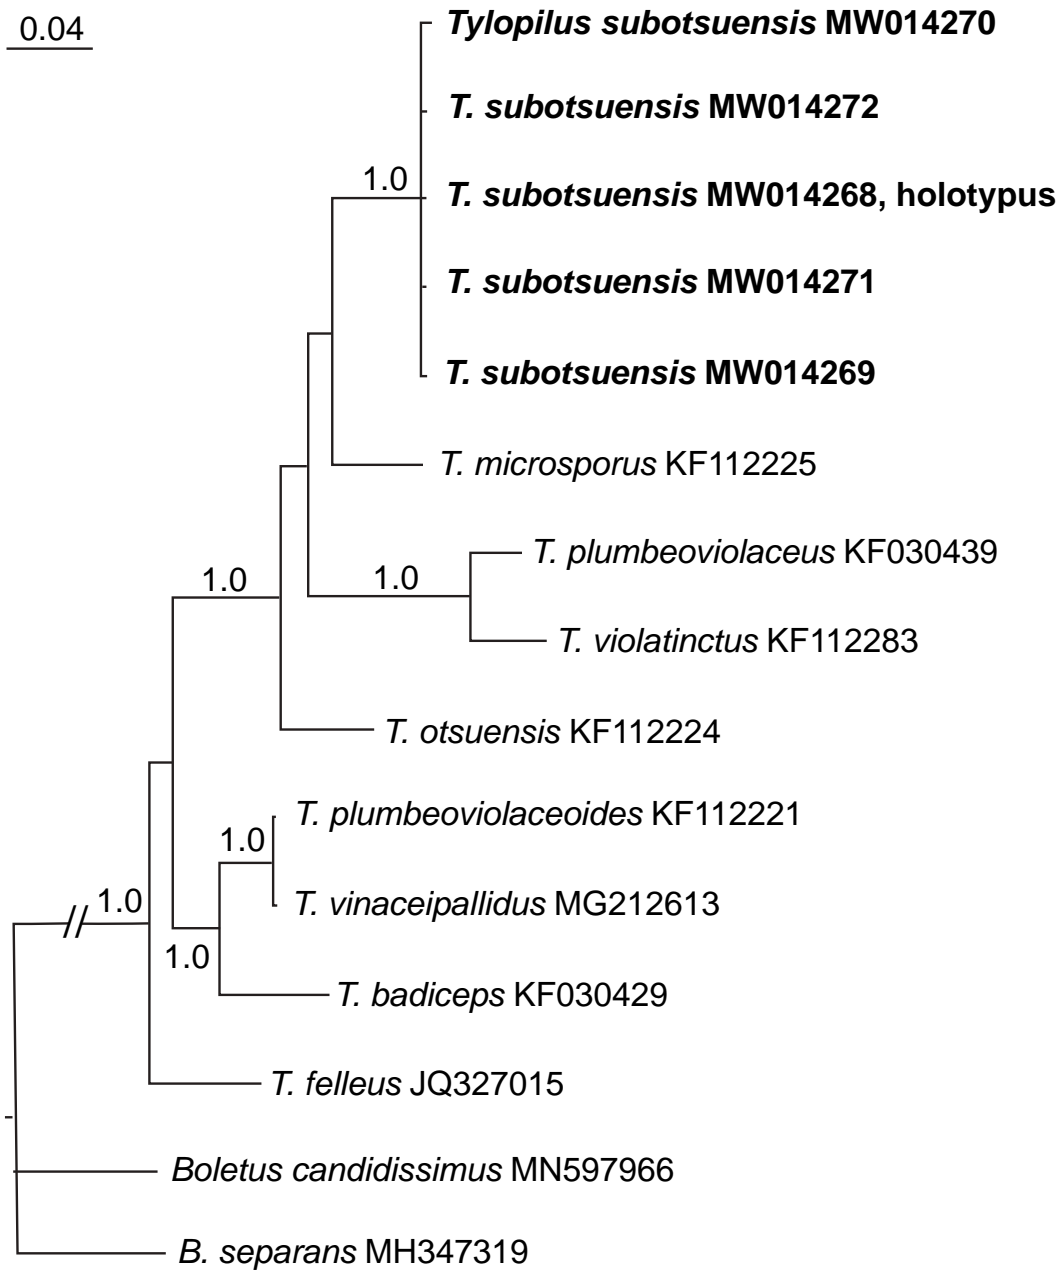 0.04
Tylopilus subotsuensis MW014270
T. subotsuensis MW014272
1.0
T. subotsuensis MW014268, holotypus
T. subotsuensis MW014271
T. subotsuensis MW014269
T. microsporus KF112225
T. plumbeoviolaceus KF030439
1.0
1.0
T. violatinctus KF112283
T. otsuensis KF112224
T. plumbeoviolaceoides KF112221
1.0
T. vinaceipallidus MG212613
1.0
1.0
T. badiceps KF030429
T. felleus JQ327015
Boletus candidissimus MN597966
B. separans MH347319